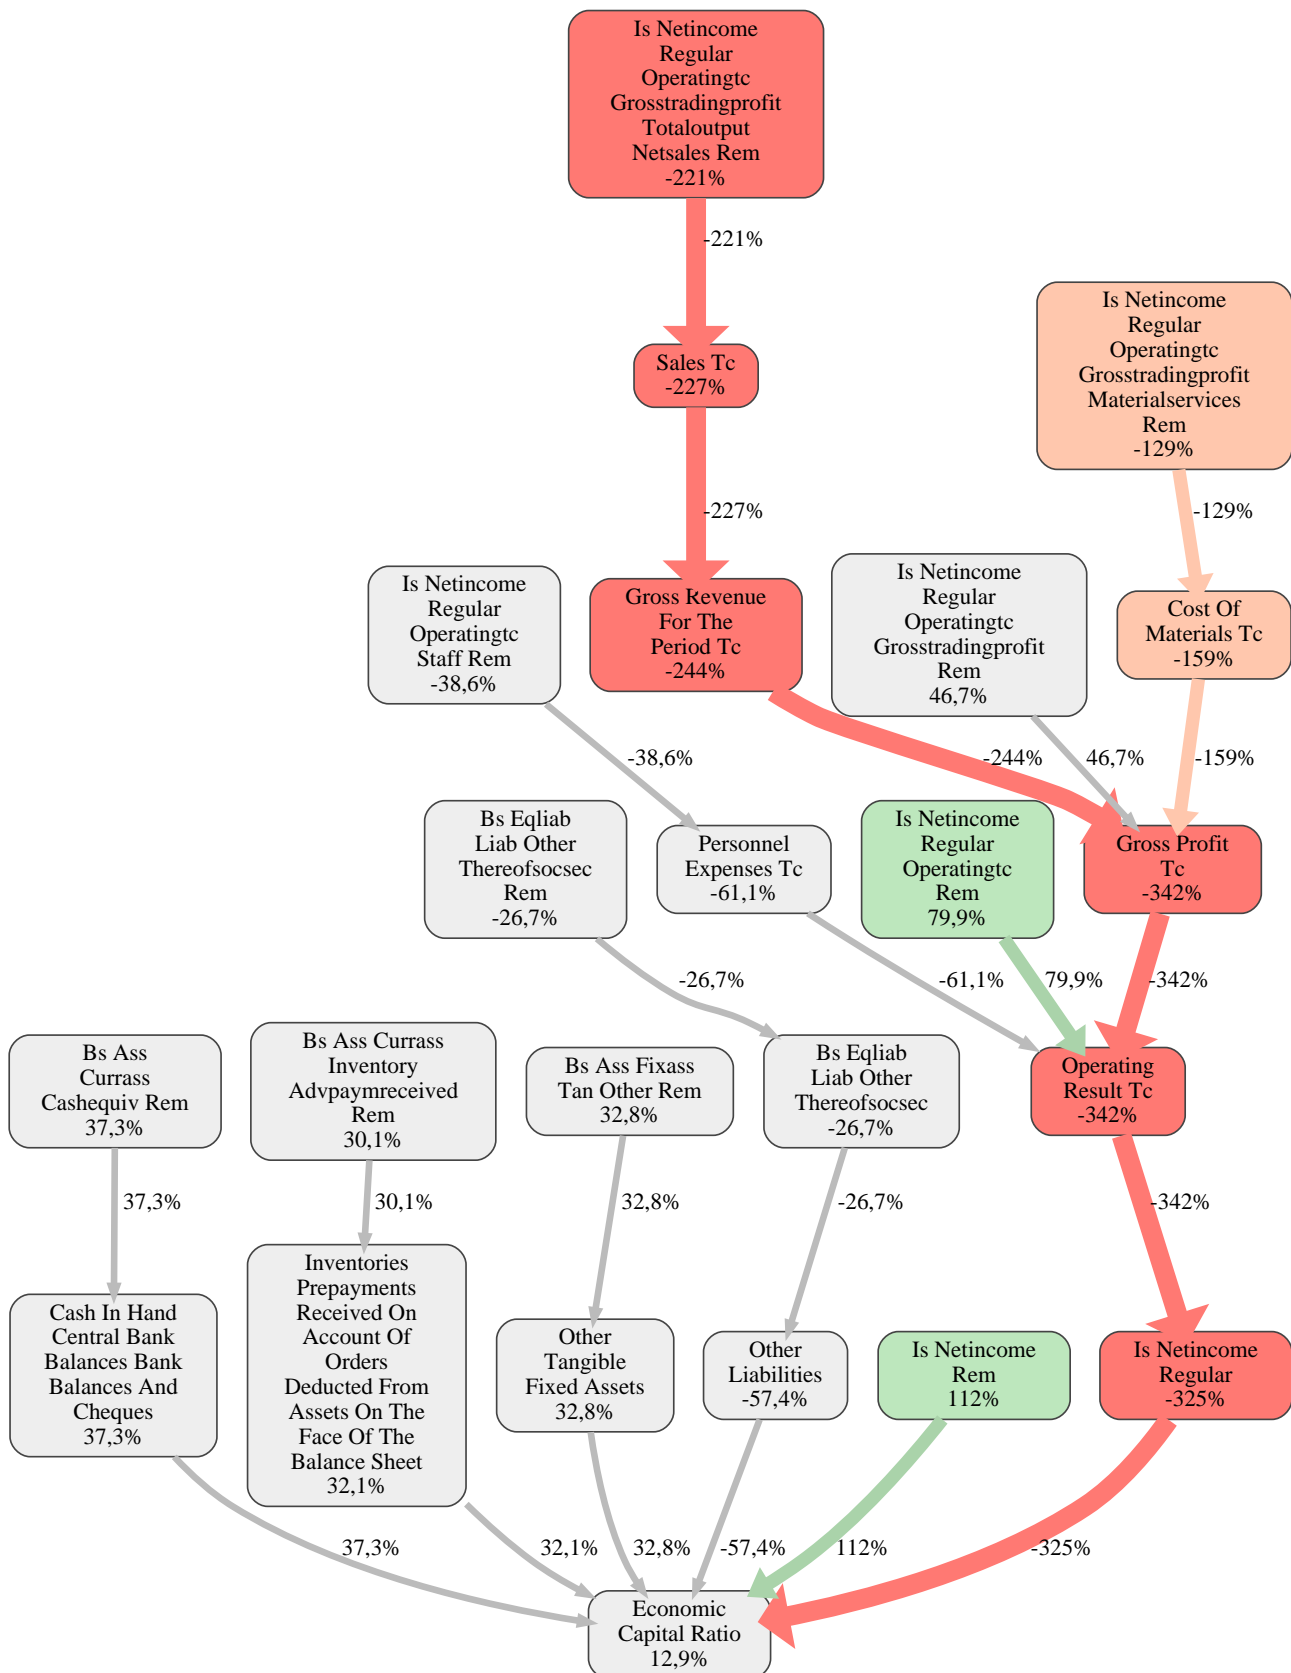 Is Netincome
Regular
Operatingtc
Grosstradingprofit
Totaloutput
Netsales Rem
-221%
-221%
Is Netincome
Regular
Operatingtc
Grosstradingprofit
Materialservices
Rem
-129%
Sales Tc
-227%
-227%
-129%
Is Netincome
Regular
Operatingtc
Staff Rem
-38,6%
Gross Revenue
For The
Period Tc
-244%
Is Netincome
Regular
Operatingtc
Grosstradingprofit
Rem
46,7%
Cost Of
Materials Tc
-159%
-38,6%
-244%
46,7%
-159%
Bs Eqliab
Liab Other
Thereofsocsec
Rem
-26,7%
Personnel
Expenses Tc
-61,1%
Is Netincome
Regular
Operatingtc
Rem
79,9%
Gross Profit
Tc
-342%
-26,7%
-61,1%
79,9%
-342%
Bs Ass
Currass
Cashequiv Rem
37,3%
Bs Ass Currass
Inventory
Advpaymreceived
Rem
30,1%
Bs Ass Fixass
Tan Other Rem
32,8%
Bs Eqliab
Liab Other
Thereofsocsec
-26,7%
Operating
Result Tc
-342%
37,3%
30,1%
32,8%
-26,7%
-342%
Cash In Hand
Central Bank
Balances Bank
Balances And
Cheques
37,3%
Inventories
Prepayments
Received On
Account Of
Orders
Deducted From
Assets On The
Face Of The
Balance Sheet
32,1%
Other
Tangible
Fixed Assets
32,8%
Other
Liabilities
-57,4%
Is Netincome
Rem
112%
Is Netincome
Regular
-325%
37,3%
32,1%
32,8%
-57,4%
112%
-325%
Economic
Capital Ratio
12,9%